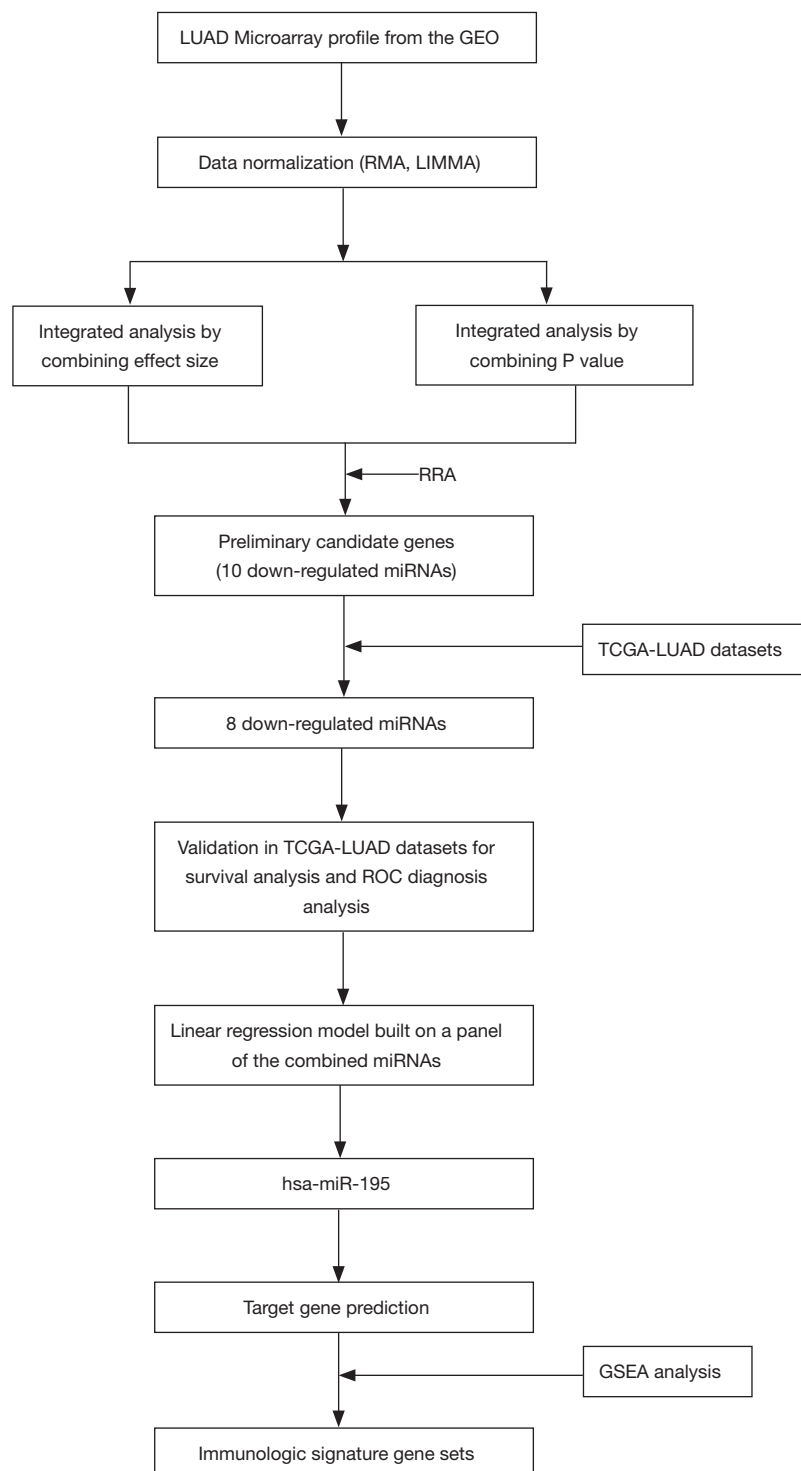 LUAD Microarray profile from the GEO
Data normalization (RMA, LIMMA)
Integrated analysis by
combining effect size
Integrated analysis by
combining P value
RRA
Preliminary candidate genes
(10 down-regulated miRNAs)
TCGA-LUAD datasets
8 down-regulated miRNAs
Validation in TCGA-LUAD datasets for
survival analysis and ROC diagnosis
analysis
Linear regression model built on a panel
of the combined miRNAs
hsa-miR-195
Target gene prediction
GSEA analysis
Immunologic signature gene sets